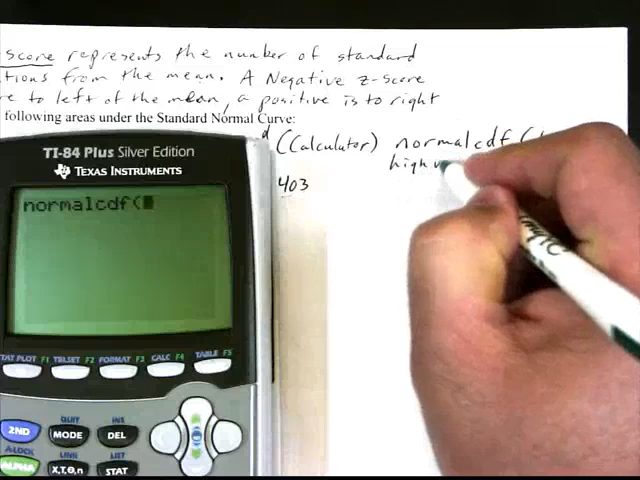 score represents the number of standard
tions from the mean. A Negative z-score
re to left of the mean, a positive is to right
following areas under the Standard Normal Curve:
(Calculator) normalcdf (
high
403
TI-84 Plus Silver Edition
TEXAS INSTRUMENTS
normalcdf(
TAT PLOT F1 TBLSET F2 FORMAT F3 CALC F4 TABLE F5
QUIT INS
2ND MODE DEL
A-LOCK LINK LIST
ALPHA X,T,Θ,n STAT